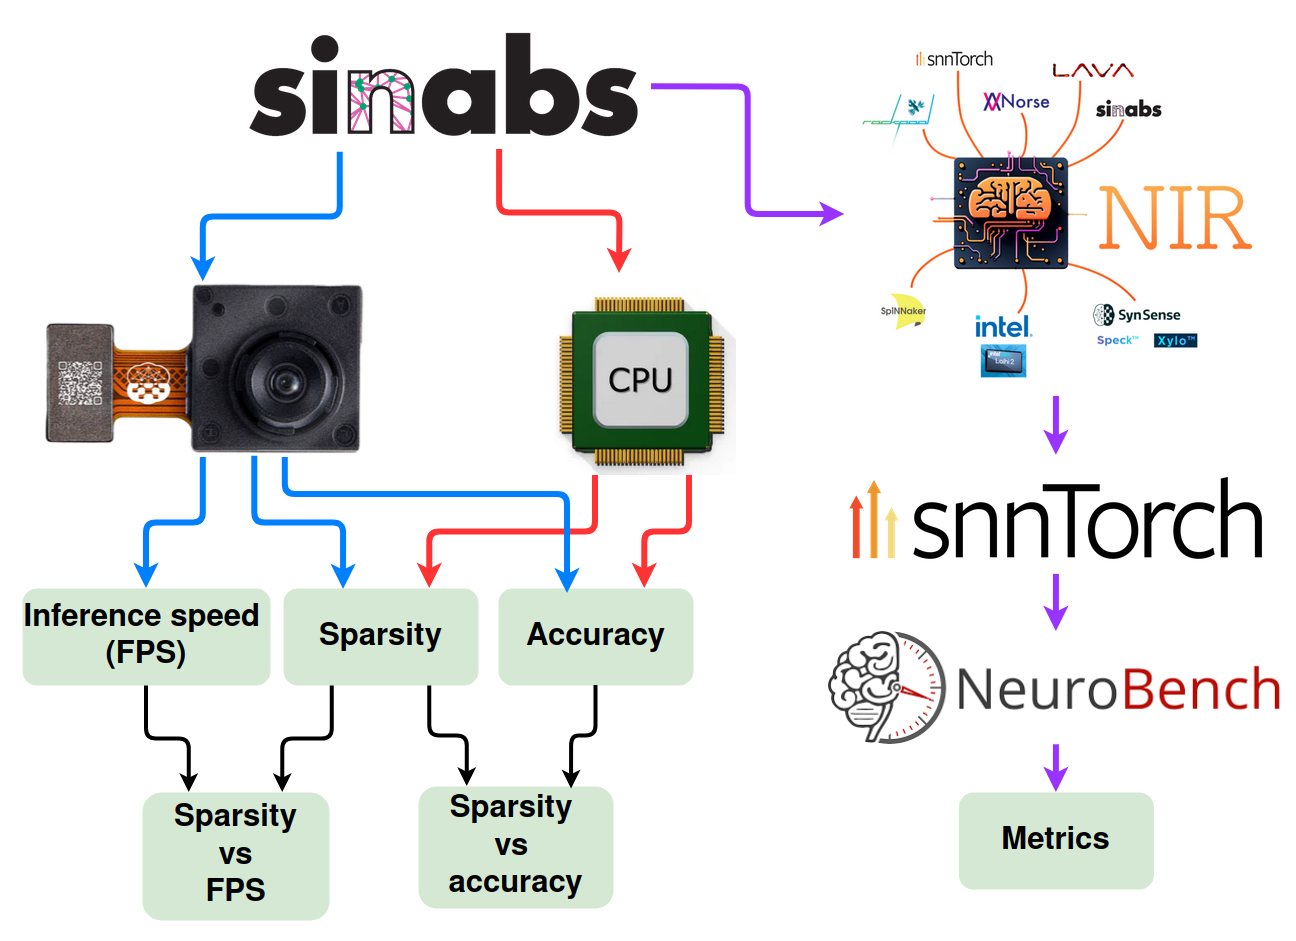 sinabs
snnTorch
LAVA
rockpool
Norse
sinabs
NIR
SpiNNaker
intel.
SynSense
Speck™
Xylo™
intel
Loihi 2
CPU
snnTorch
Inference speed
(FPS)
Sparsity
Accuracy
NeuroBench
Sparsity
vs
FPS
Sparsity
vs
accuracy
Metrics